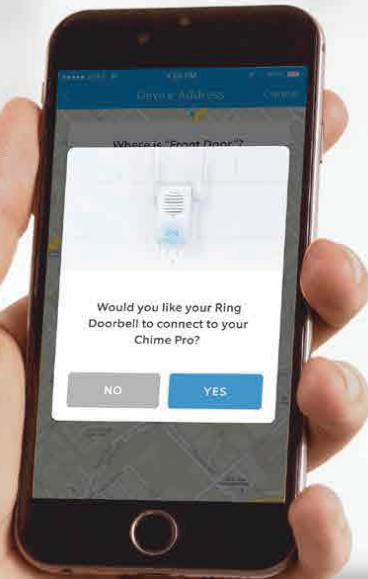 Device Address
Where is "Front Door"?
Would you like your Ring
Doorbell to connect to your
Chime Pro?
NO
YES